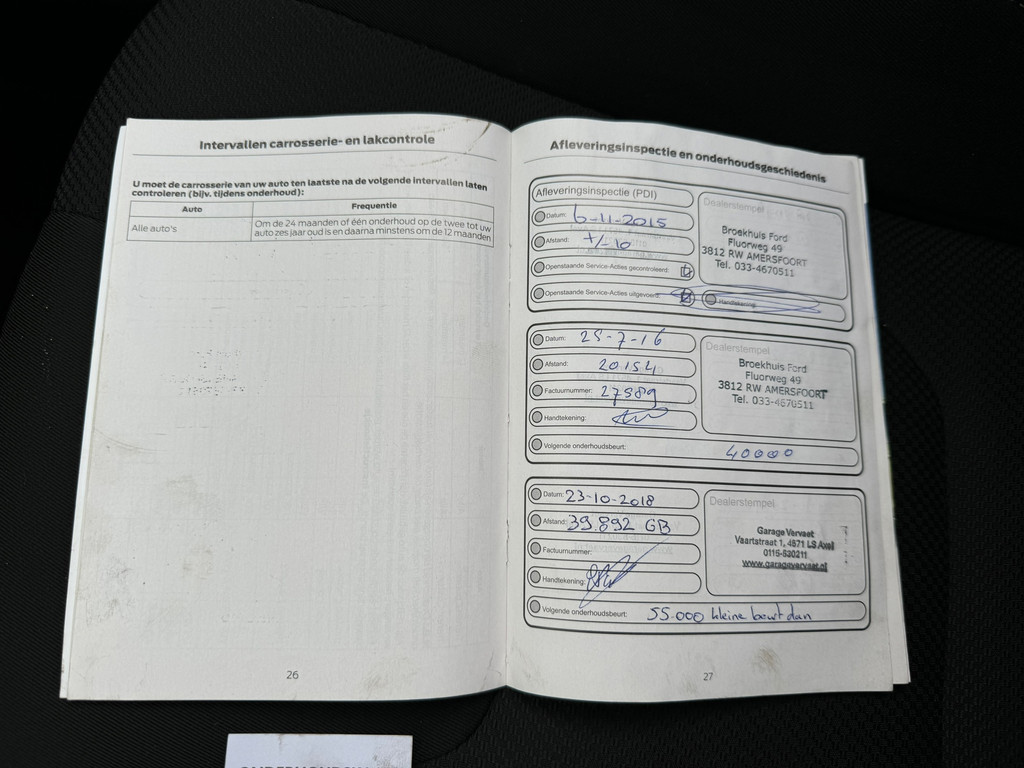 Intervallen carrosserie- en lakcontrole
U moet de carrosserie van uw auto ten laatste na de volgende intervallen laten
controleren (bijv. tijdens onderhoud):
Auto
Frequentie
Alle auto's
Om de 24 maanden of één onderhoud op de twee tot uw
auto zes jaar oud is en daarna minstens om de 12 maanden
26
Afleveringsinspectie en onderhoudsgeschiedenis
Afleveringsinspectie (PDI)
Datum: 6-11-2015
Afstand: +/- 10
Openstaande Service-Acties gecontroleerd:
Openstaande Service-Acties uitgevoerd:
Handtekening:
Dealerstempel
Broekhuis Ford
Fluorweg 49
3812 RW AMERSFOORT
Tel. 033-4670511
Datum: 25-7-16
Afstand: 20154
Factuurnummer: 27989
Handtekening:
Dealerstempel
Broekhuis Ford
Fluorweg 49
3812 RW AMERSFOORT
Tel. 033-4670511
Volgende onderhoudsbeurt: 40000
Datum: 23-10-2018
Afstand: 39.892 GB
Factuurnummer:
Handtekening:
Dealerstempel
Garage Vervaet
Vaartstraat 1, 4571 LS Axel
0115-530211
www.garagevervaet.nl
Volgende onderhoudsbeurt: 55.000 kleine beurt dan
27